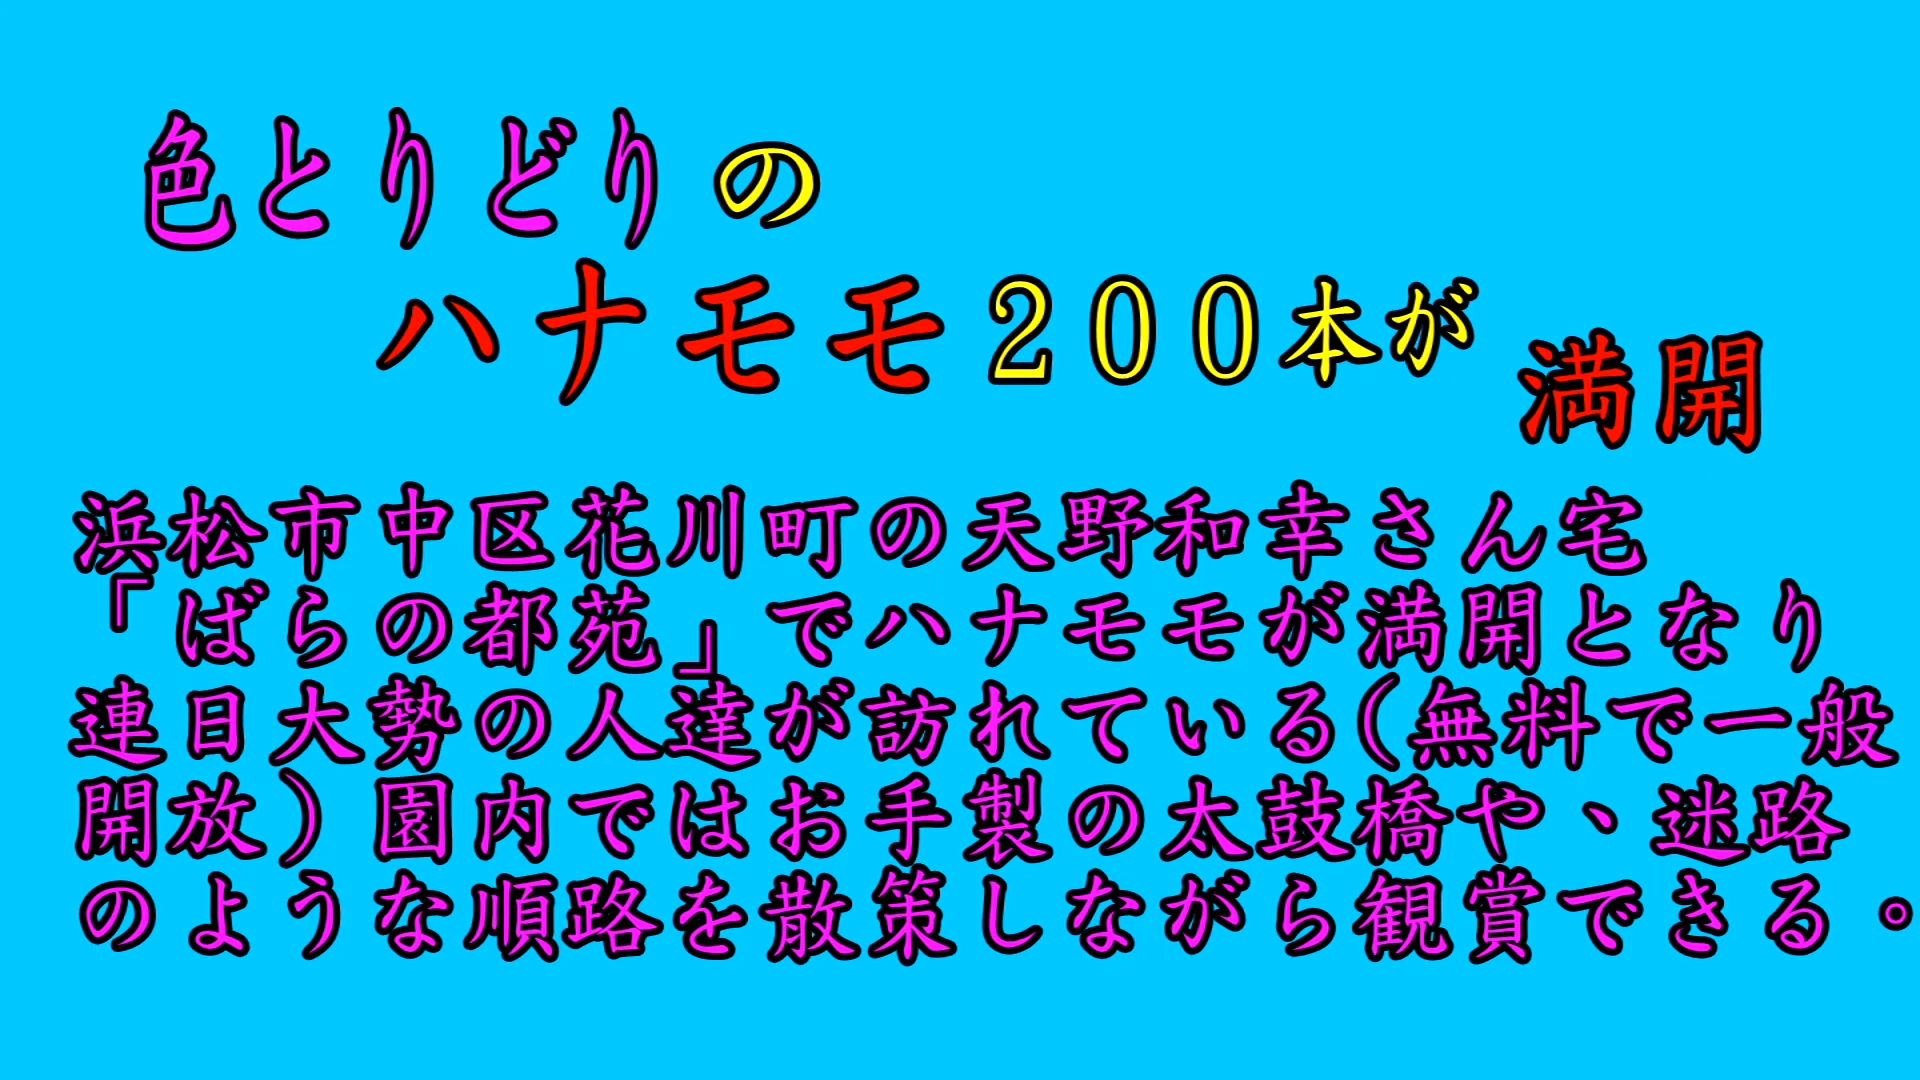 色とりどりの
ハナモモ200本が
満開
浜松市中区花川町の天野和幸さん宅
「ばらの都苑」でハナモモが満開となり
連日大勢の人達が訪れている(無料で一般
開放)園内ではお手製の太鼓橋や、迷路
のような順路を散策しながら観賞できる。